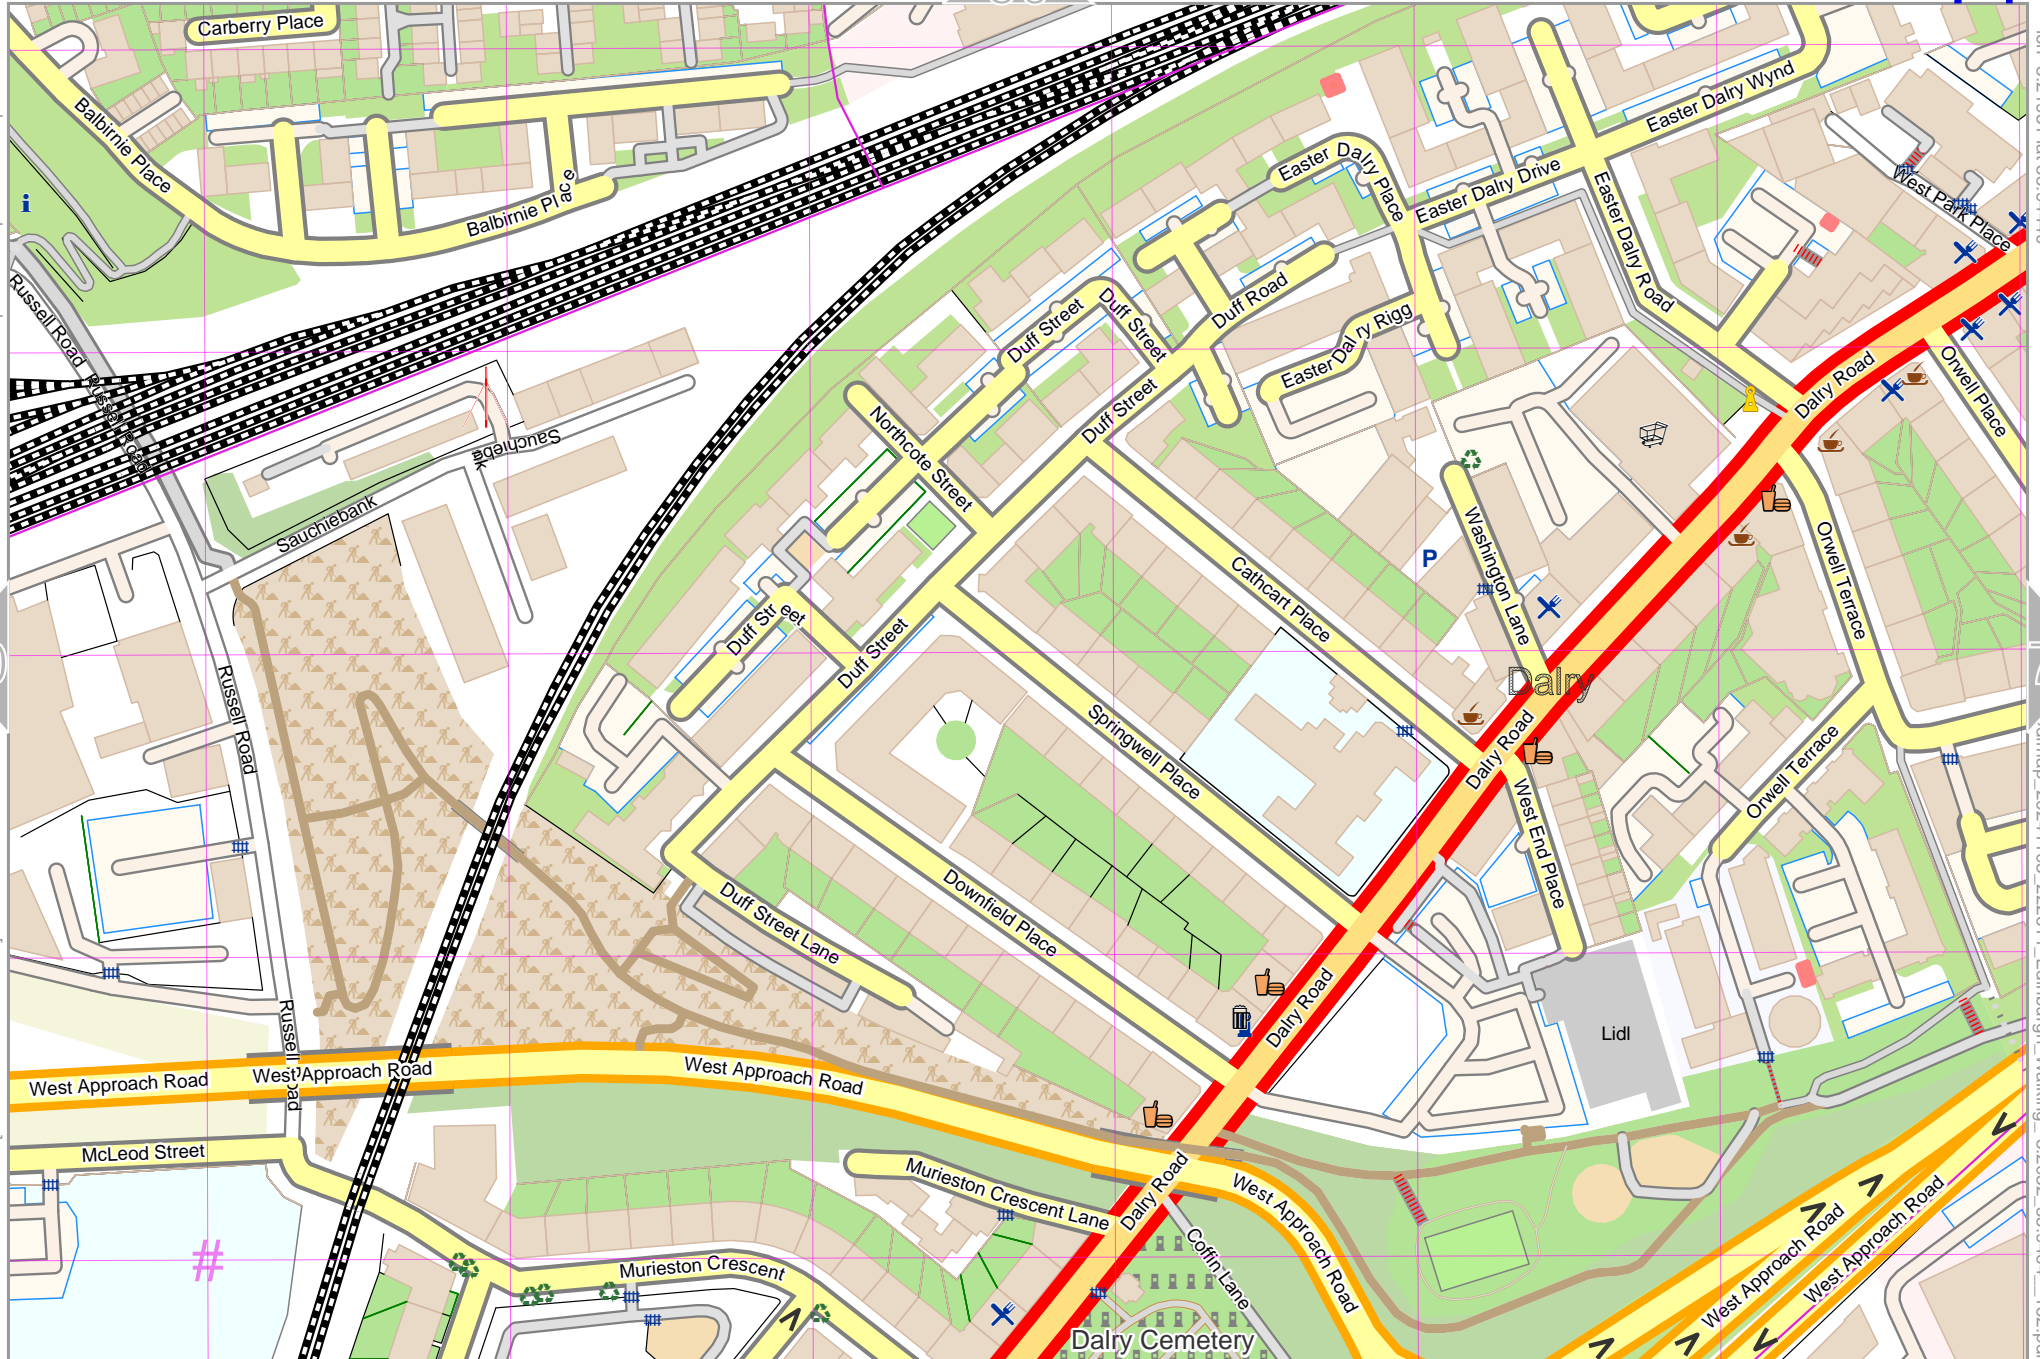 Carberry Place
Balbirnie Place
Balbirnie Place
Easter Dalry Wynd
Easter Dalry Place
Easter Dalry Drive
Easter Dalry Road
West Park Place
i
Russell Road
Russell Road
Duff Street
Duff Street
Duff Road
Easter Dalry Rigg
Duff Street
Dalry Road
Orwell Place
Northcote Street
Sauchiebank
Sauchiebank
Washington Lane
P
Cathcart Place
Orwell Terrace
Duff Street
Duff Street
Russell Road
Dalry
Springwell Place
Dalry Road
Orwell Terrace
West End Place
Downfield Place
Duff Street Lane
Dalry Road
Lidl
Russell Road
West Approach Road
West Approach Road
West Approach Road
McLeod Street
Murieston Crescent Lane
Dalry Road
West Approach Road
Coffin Lane
West Approach Road
West Approach Road
#
Murieston Crescent
Dalry Cemetery